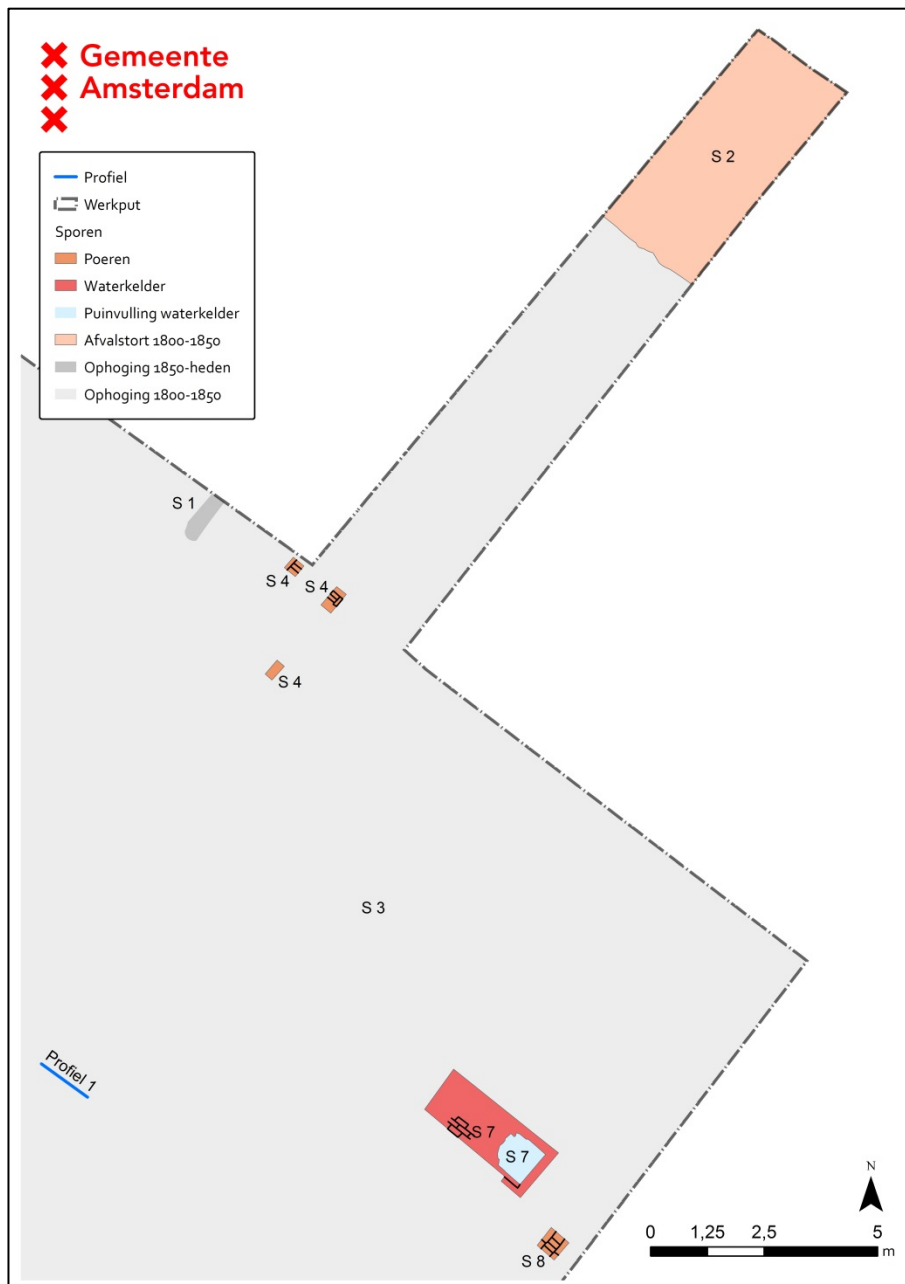 Gemeente
Amsterdam
Profiel
Werkput
Sporen
Poeren
Waterkelder
Puinvulling waterkelder
Afvalstort 1800-1850
Ophoging 1850-heden
Ophoging 1800-1850
S 2
S 1
S 4 S 4
S 4
S 3
Profiel 1
S 7
S 7
S 8
N
0 1,25 2,5 5
m